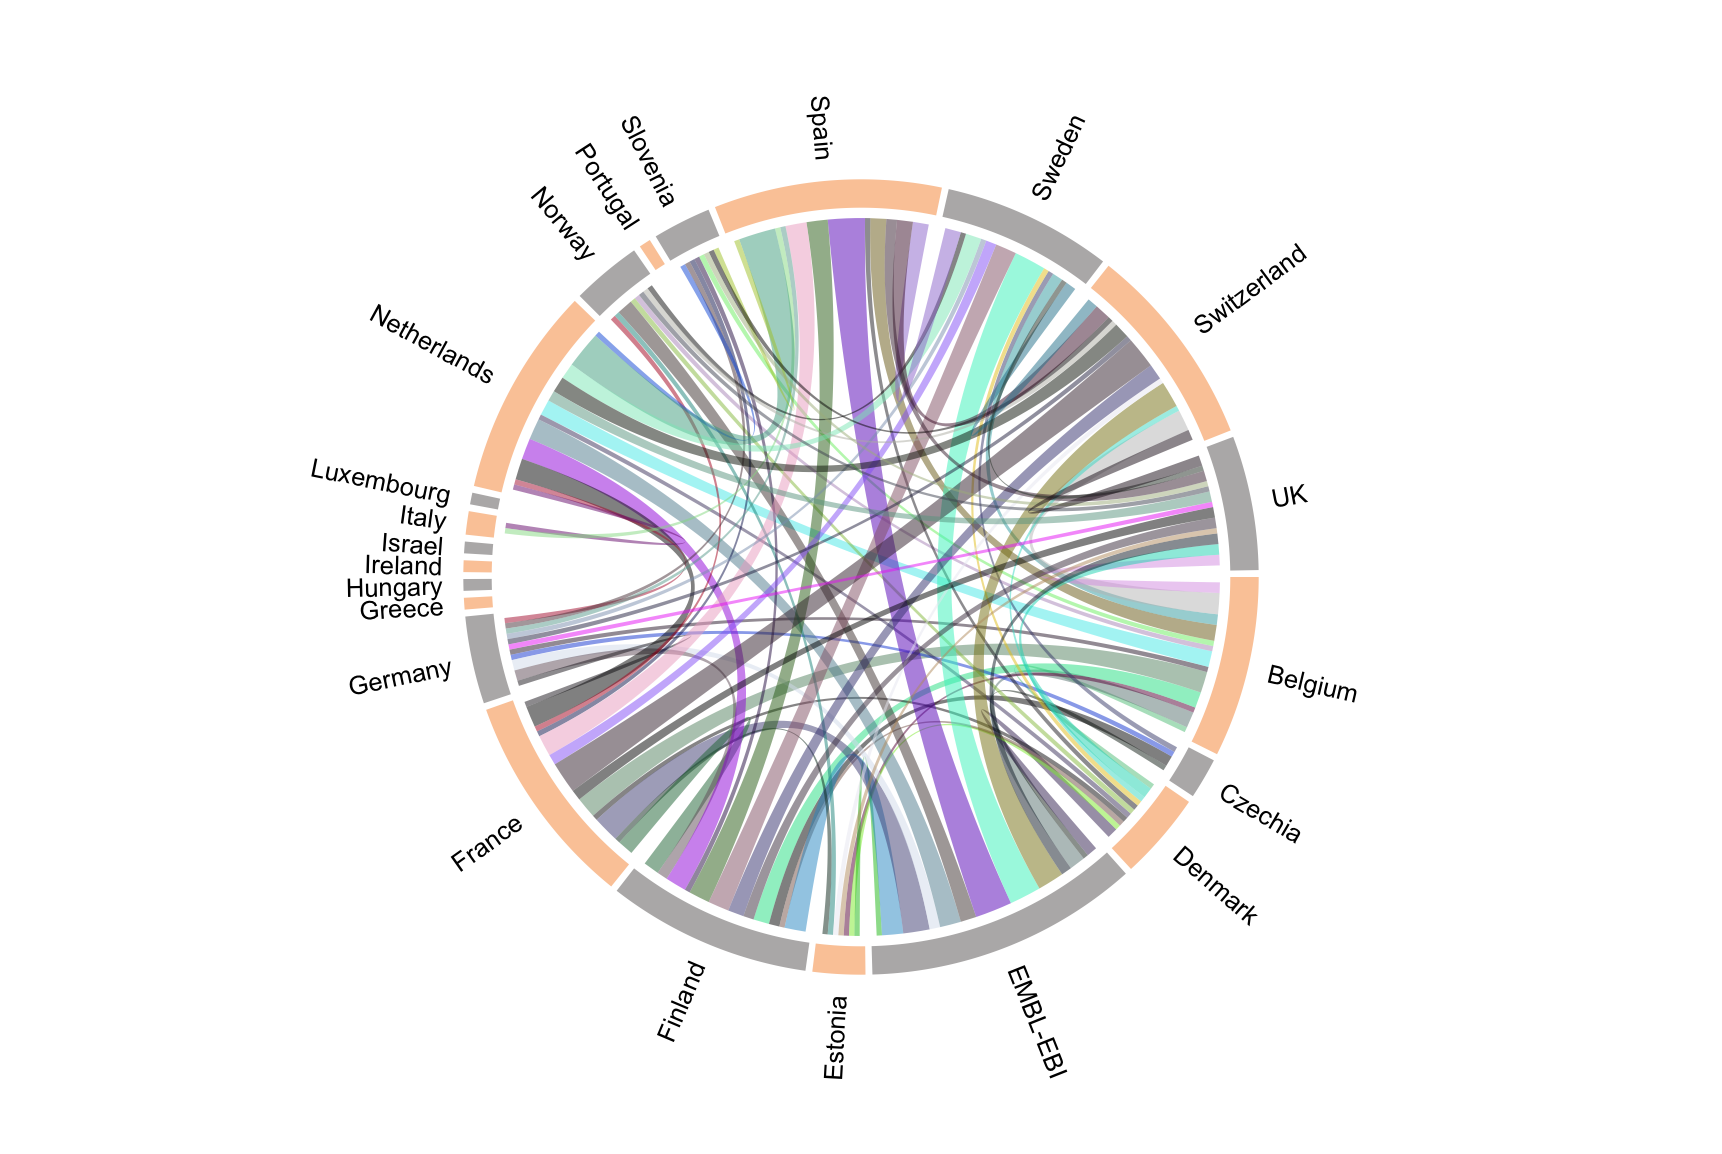 Spain
Sweden
Switzerland
UK
Belgium
Czechia
Denmark
EMBL-EBI
Estonia
Finland
France
Germany
Greece
Hungary
Ireland
Israel
Italy
Luxembourg
Netherlands
Norway
Portugal
Slovenia